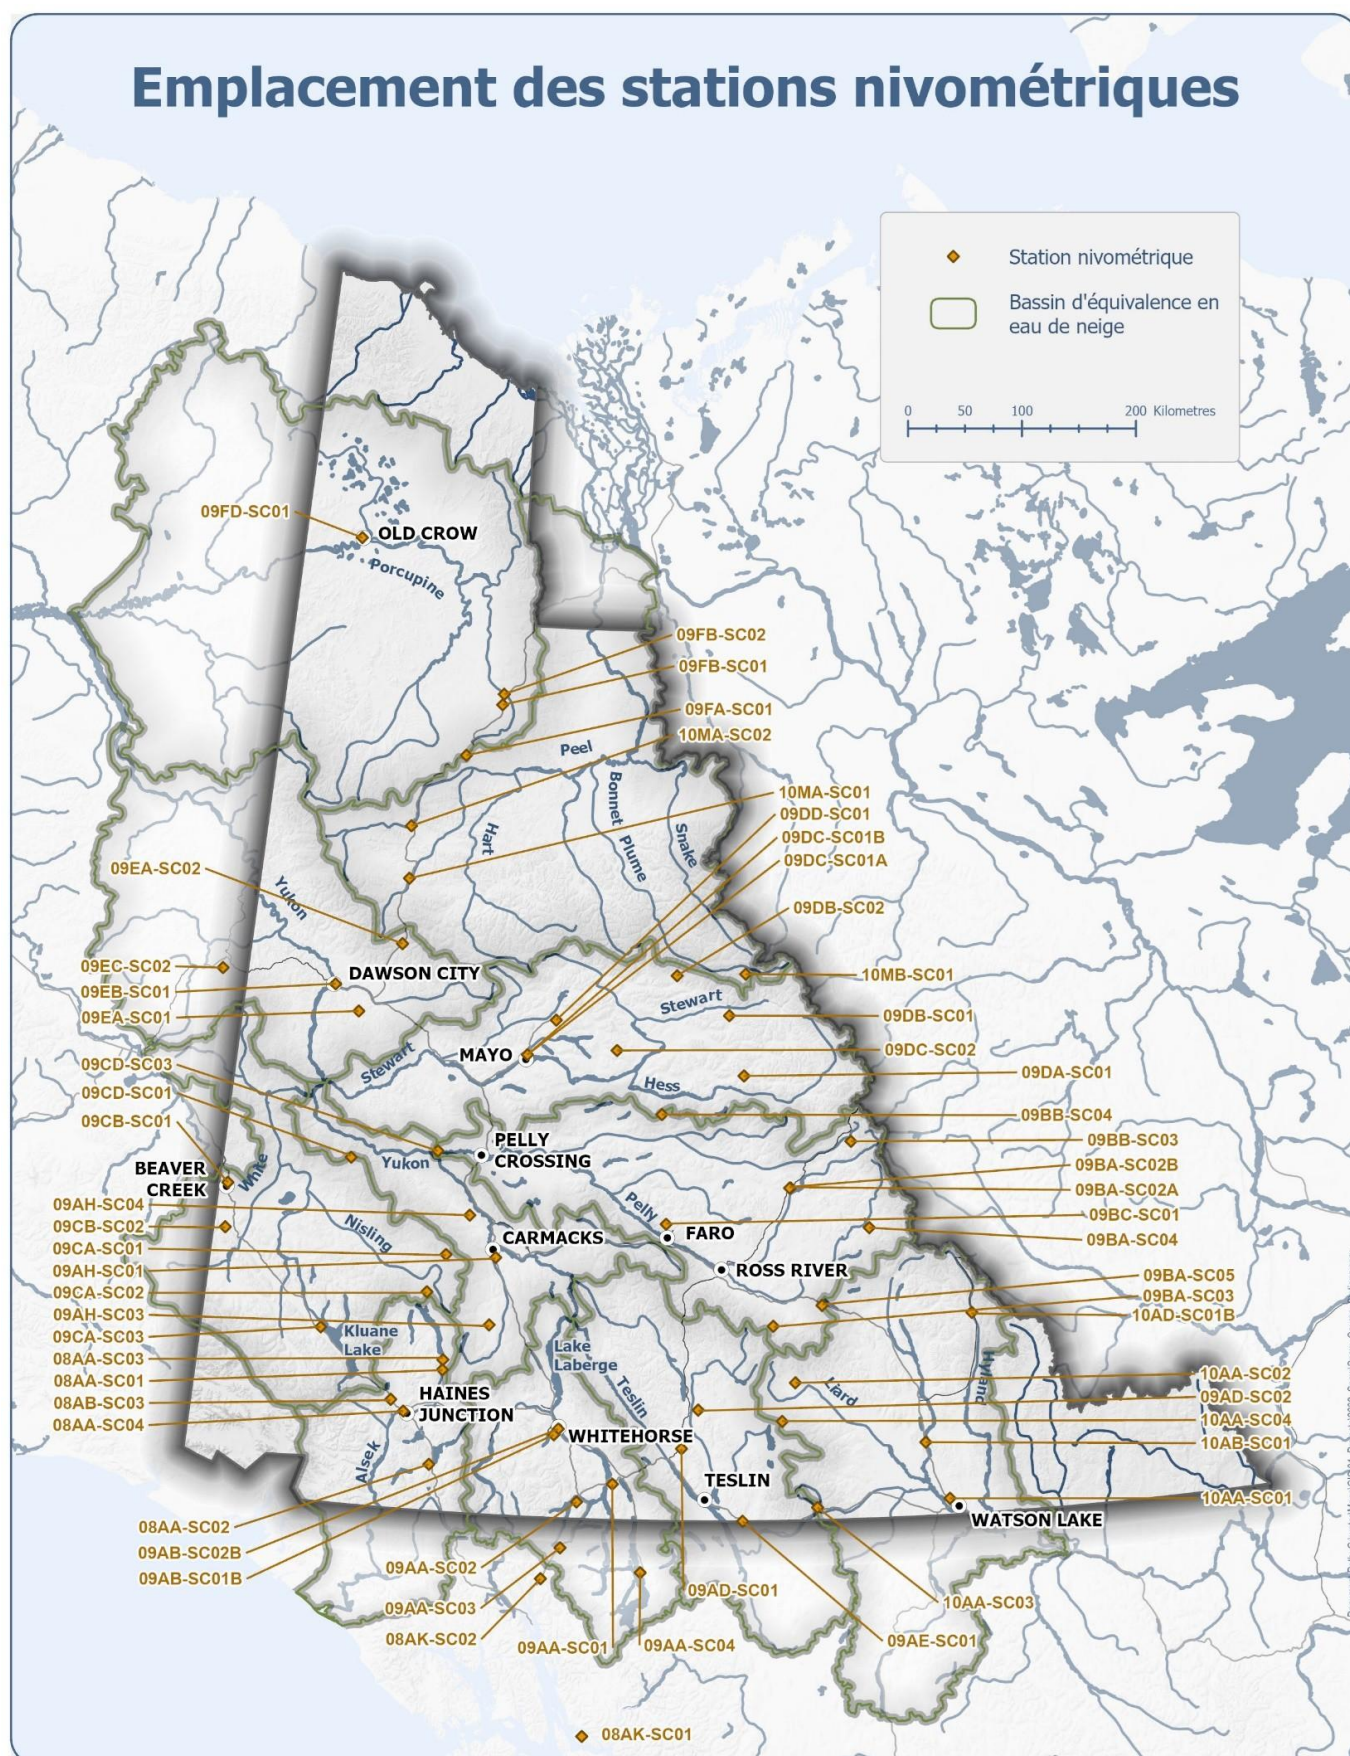 Emplacement des stations nivométriques
Station nivométrique
Bassin d'équivalence en
eau de neige
0 50 100 200 Kilometres
09FD-SC01
OLD CROW
Porcupine
09FB-SC02
09FB-SC01
09FA-SC01
10MA-SC02
Peel
10MA-SC01
09DD-SC01
09DC-SC01B
09DC-SC01A
Bonnet Plume
Hart
Snake
09EA-SC02
Yukon
09DB-SC02
09EC-SC02
DAWSON CITY
10MB-SC01
09EB-SC01
09EA-SC01
Stewart
09DB-SC01
MAYO
09DC-SC02
09CD-SC03
Stewart
Hess
09DA-SC01
09CD-SC01
09BB-SC04
09CB-SC01
PELLY
CROSSING
09BB-SC03
Yukon
BEAVER
CREEK
White
09BA-SC02B
09BA-SC02A
09AH-SC04
Pelly
09BC-SC01
09CB-SC02
Nisling
FARO
CARMACKS
09BA-SC04
09CA-SC01
09AH-SC01
ROSS RIVER
09BA-SC05
09CA-SC02
09BA-SC03
09AH-SC03
10AD-SC01B
09CA-SC03
Kluane
Lake
Lake
Laberge
08AA-SC03
Hyland
10AA-SC02
08AA-SC01
Teslin
Liard
09AD-SC02
08AB-SC03
HAINES
JUNCTION
10AA-SC04
08AA-SC04
WHITEHORSE
10AB-SC01
Alsek
TESLIN
10AA-SC01
WATSON LAKE
08AA-SC02
09AB-SC02B
09AB-SC01B
09AA-SC02
09AD-SC01
10AA-SC03
09AA-SC03
08AK-SC02
09AA-SC01
09AA-SC04
09AE-SC01
08AK-SC01